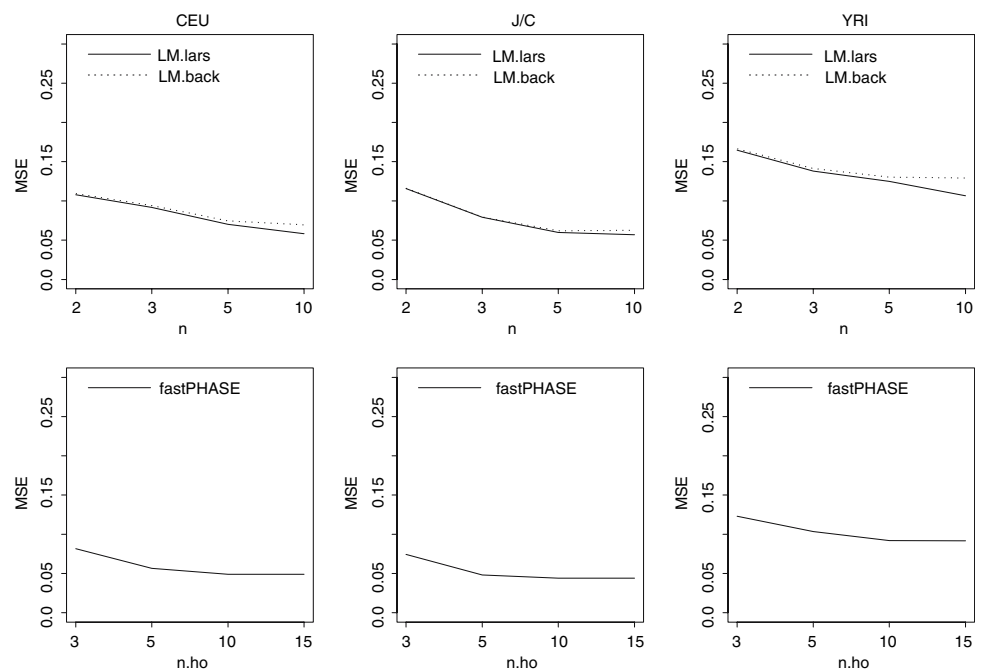 CEU
J/C
YRI
LM.lars
LM.back
MSE
0.25
0.15
0.05
0.0
2 3 5 10
n
LM.lars
LM.back
MSE
0.25
0.15
0.05
0.0
2 3 5 10
n
LM.lars
LM.back
MSE
0.25
0.15
0.05
0.0
2 3 5 10
n
fastPHASE
MSE
0.25
0.15
0.05
0.0
3 5 10 15
n.ho
fastPHASE
MSE
0.25
0.15
0.05
0.0
3 5 10 15
n.ho
fastPHASE
MSE
0.25
0.15
0.05
0.0
3 5 10 15
n.ho